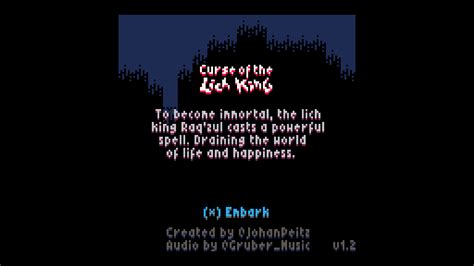 Curse of the
Lich King
To become immortal, the lich
king Raq'zul casts a powerful
spell. Draining the world
of life and happiness.
(×) Embark
Created by @JohanPeitz
Audio by @Gruber_Music v1.2